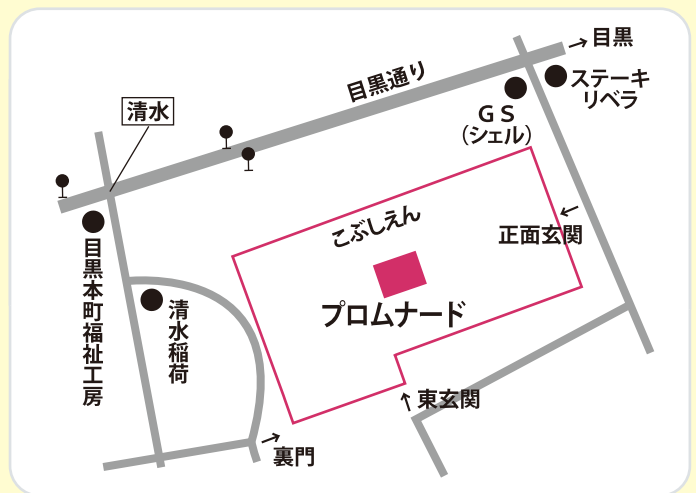 →目黒
目黒通り
ステーキ
リベラ
清水
GS
(シェル)
こぶしえん
←
正面玄関
プロムナード
目黒本町福祉工房
清水稲荷
↑東玄関
→
裏門